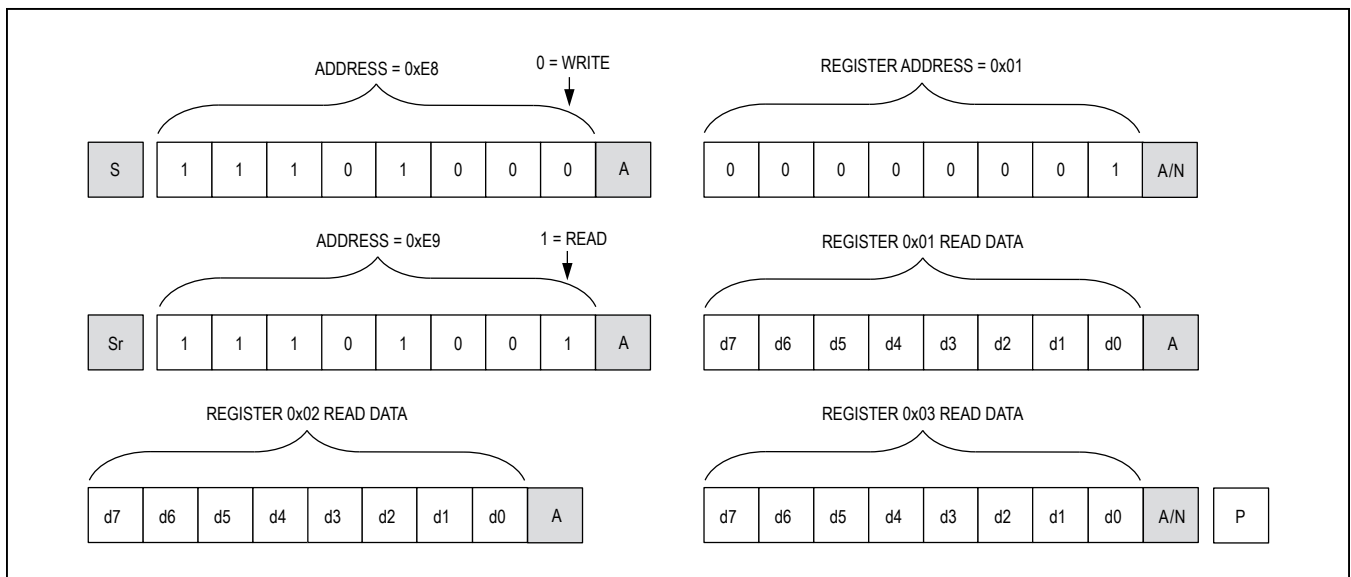 ADDRESS = 0xE8 0 = WRITE REGISTER ADDRESS = 0x01
S 1 1 1 0 1 0 0 0 A 0 0 0 0 0 0 0 1 A/N
ADDRESS = 0xE9 1 = READ REGISTER 0x01 READ DATA
Sr 1 1 1 0 1 0 0 1 A d7 d6 d5 d4 d3 d2 d1 d0 A
REGISTER 0x02 READ DATA REGISTER 0x03 READ DATA
d7 d6 d5 d4 d3 d2 d1 d0 A d7 d6 d5 d4 d3 d2 d1 d0 A/N P